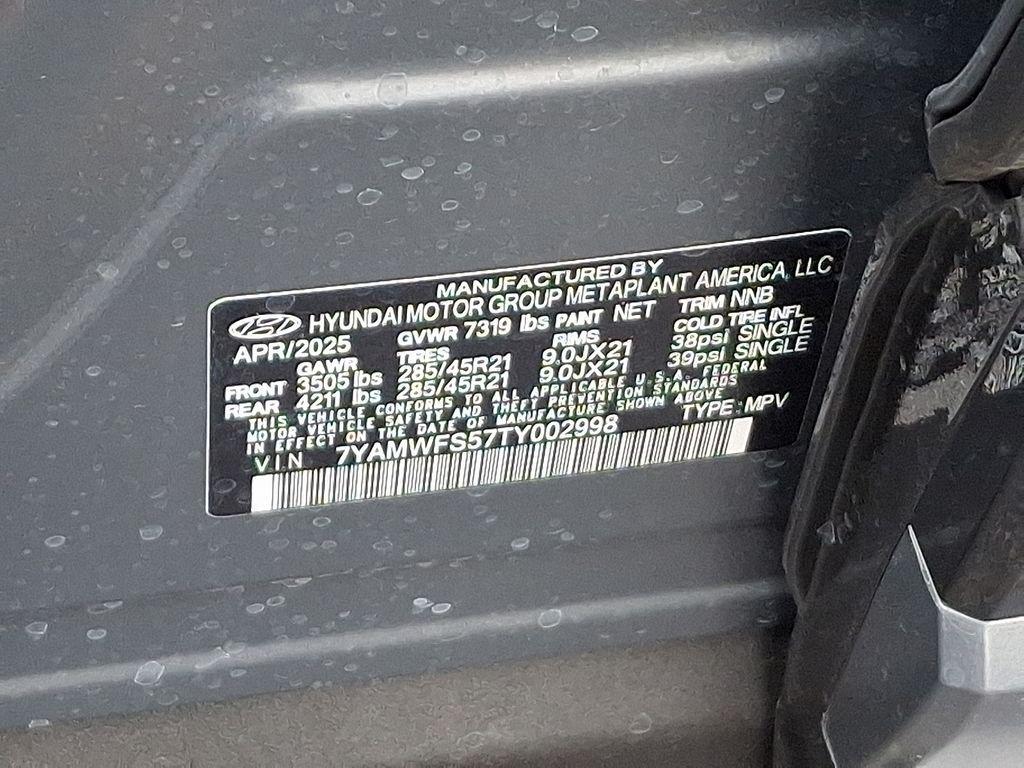 MANUFACTURED BY
HYUNDAI MOTOR GROUP METAPLANT AMERICA, LLC
APR/2025 GVWR 7319 lbs PAINT NET TRIM NNB
GAWR TIRES RIMS COLD TIRE INFL
FRONT 3505 lbs 285/45R21 9.0JX21 38psi SINGLE
REAR 4211 lbs 285/45R21 9.0JX21 39psi SINGLE
THIS VEHICLE CONFORMS TO ALL APPLICABLE U.S.A. FEDERAL
MOTOR VEHICLE SAFETY AND THEFT PREVENTION STANDARDS
IN EFFECT ON THE DATE OF MANUFACTURE SHOWN ABOVE
VIN 7YAMWFS57TY002998 TYPE: MPV